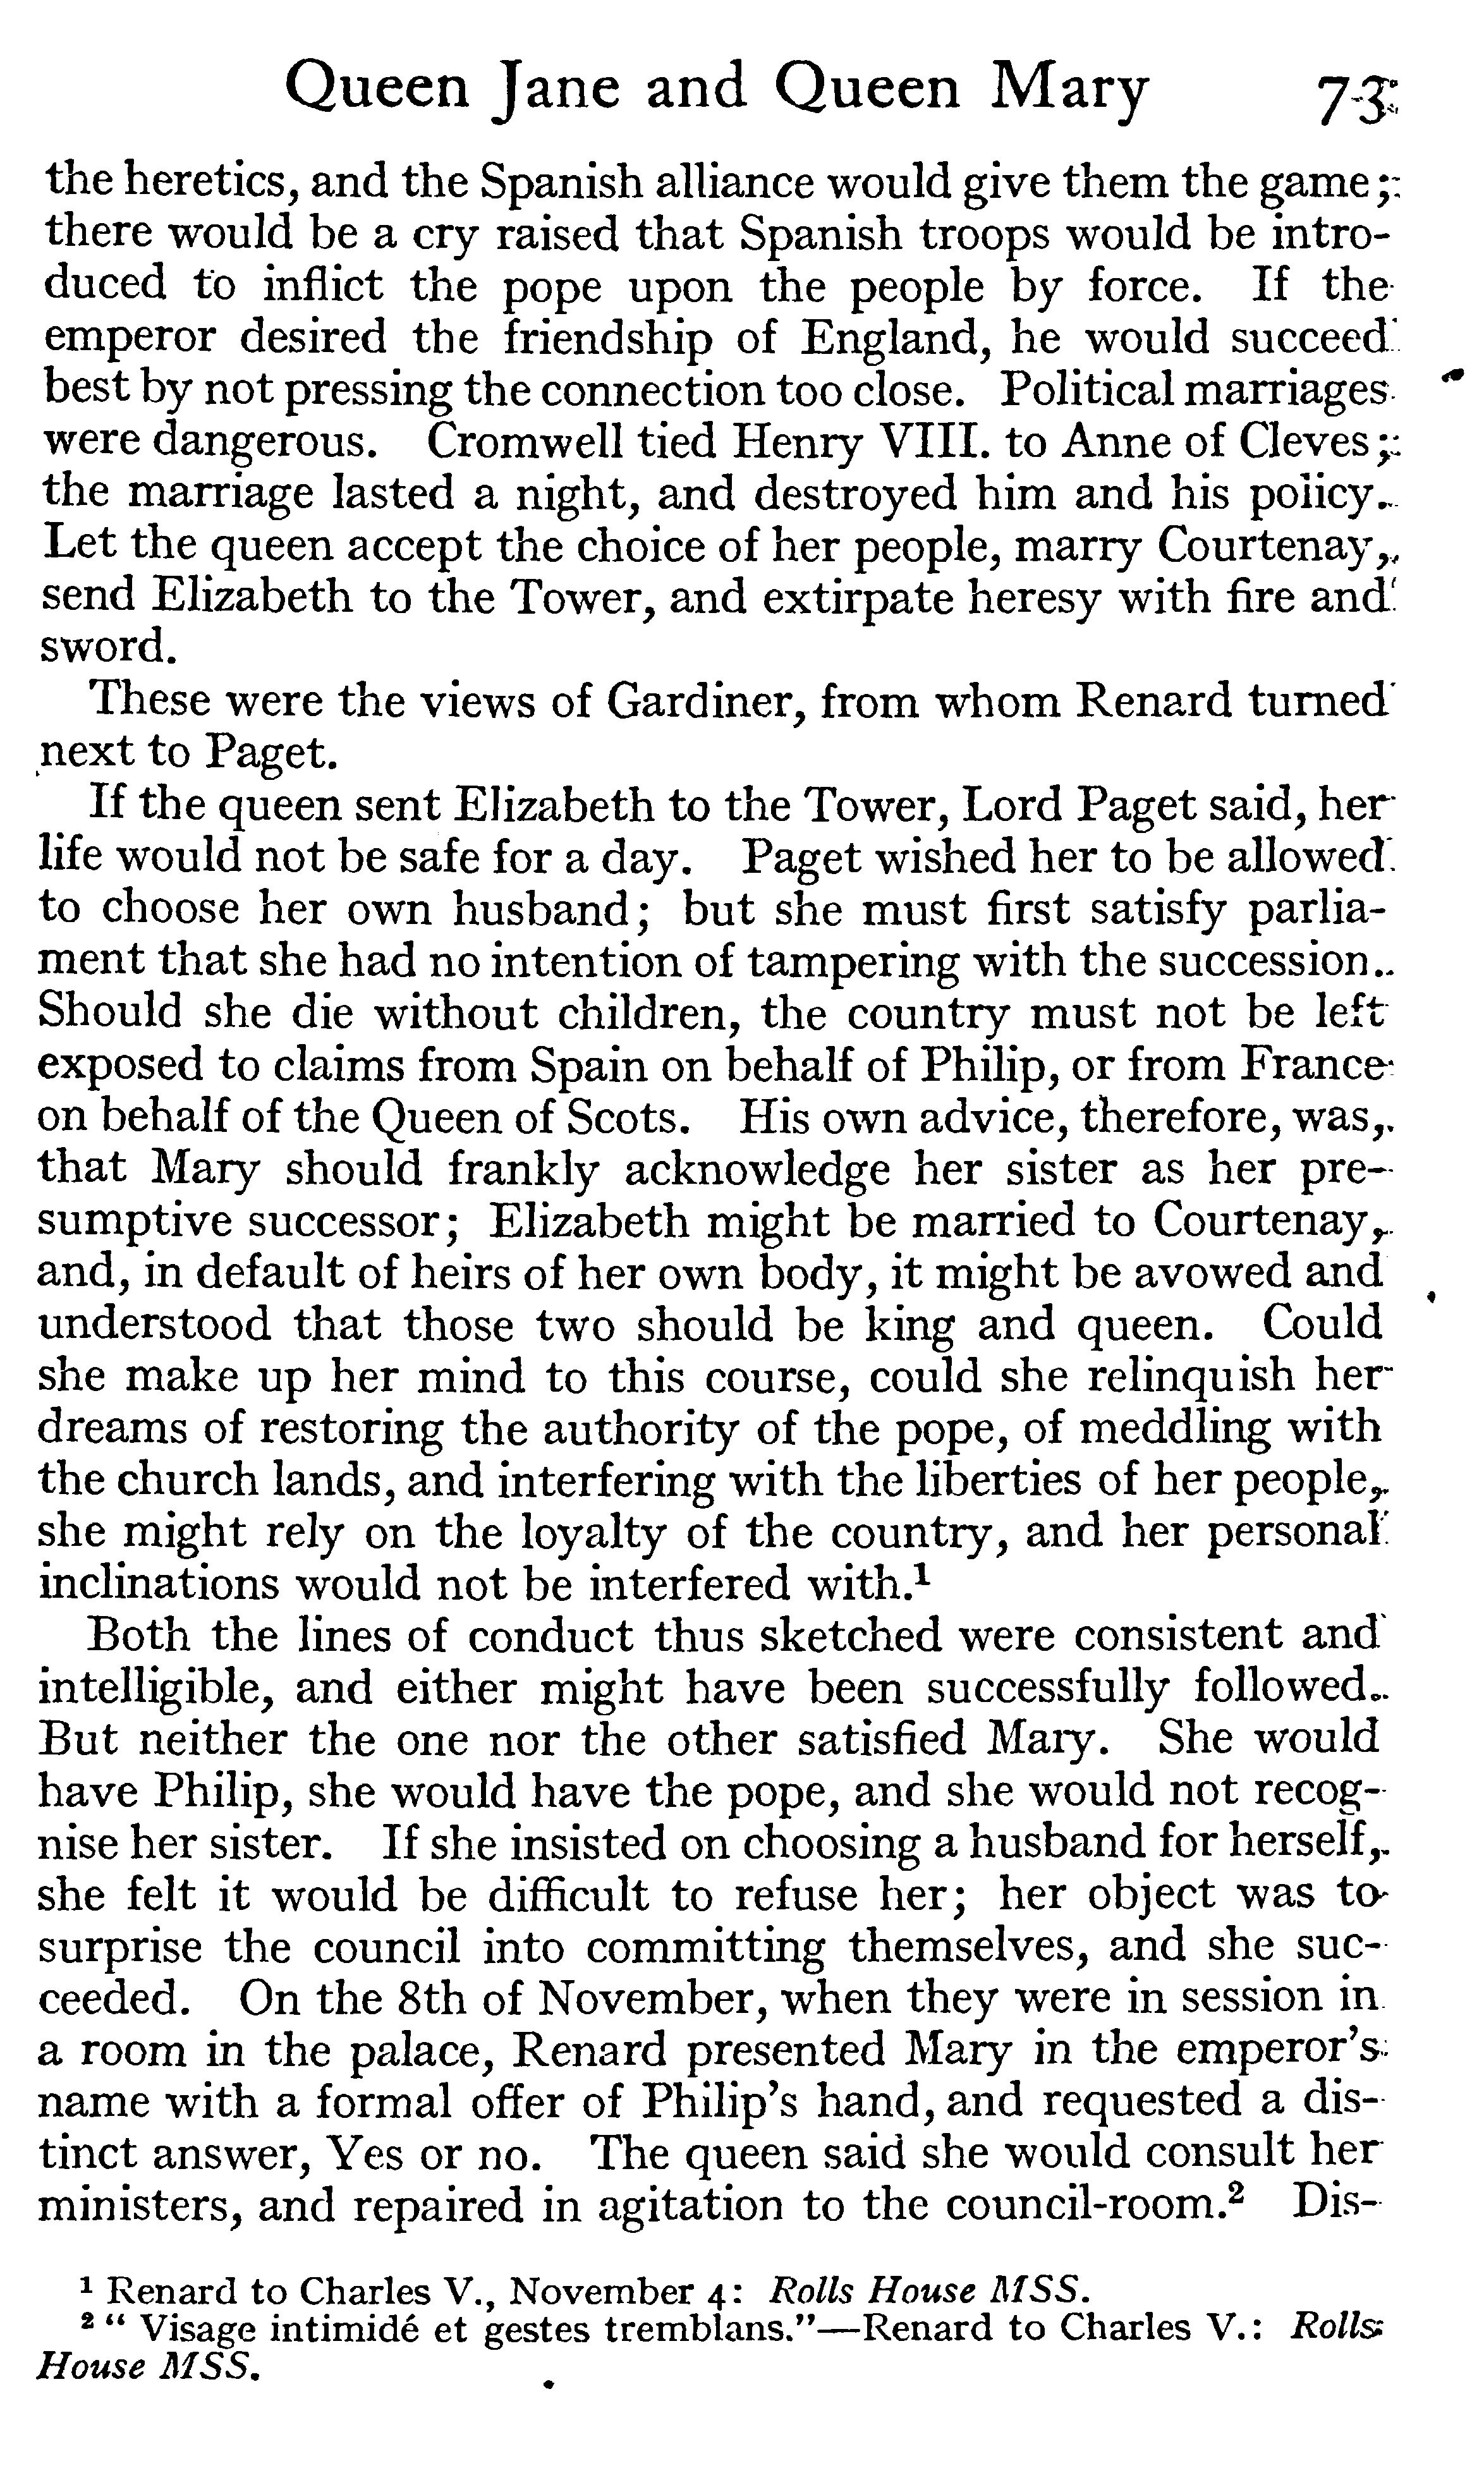 Queen Jane and Queen Mary 73
the heretics, and the Spanish alliance would give them the game;
there would be a cry raised that Spanish troops would be intro-
duced to inflict the pope upon the people by force. If the
emperor desired the friendship of England, he would succeed
best by not pressing the connection too close. Political marriages
were dangerous. Cromwell tied Henry VIII. to Anne of Cleves;
the marriage lasted a night, and destroyed him and his policy.
Let the queen accept the choice of her people, marry Courtenay,
send Elizabeth to the Tower, and extirpate heresy with fire and
sword.
These were the views of Gardiner, from whom Renard turned
next to Paget.
If the queen sent Elizabeth to the Tower, Lord Paget said, her
life would not be safe for a day. Paget wished her to be allowed
to choose her own husband; but she must first satisfy parlia-
ment that she had no intention of tampering with the succession.
Should she die without children, the country must not be left
exposed to claims from Spain on behalf of Philip, or from France
on behalf of the Queen of Scots. His own advice, therefore, was,
that Mary should frankly acknowledge her sister as her pre-
sumptive successor; Elizabeth might be married to Courtenay,
and, in default of heirs of her own body, it might be avowed and
understood that those two should be king and queen. Could
she make up her mind to this course, could she relinquish her
dreams of restoring the authority of the pope, of meddling with
the church lands, and interfering with the liberties of her people,
she might rely on the loyalty of the country, and her personal
inclinations would not be interfered with.¹
Both the lines of conduct thus sketched were consistent and
intelligible, and either might have been successfully followed.
But neither the one nor the other satisfied Mary. She would
have Philip, she would have the pope, and she would not recog-
nise her sister. If she insisted on choosing a husband for herself,
she felt it would be difficult to refuse her; her object was to
surprise the council into committing themselves, and she suc-
ceeded. On the 8th of November, when they were in session in
a room in the palace, Renard presented Mary in the emperor's
name with a formal offer of Philip's hand, and requested a dis-
tinct answer, Yes or no. The queen said she would consult her
ministers, and repaired in agitation to the council-room.² Dis-
¹ Renard to Charles V., November 4: Rolls House MSS.
² “ Visage intimidé et gestes tremblans.”—Renard to Charles V.: Rolls
House MSS.